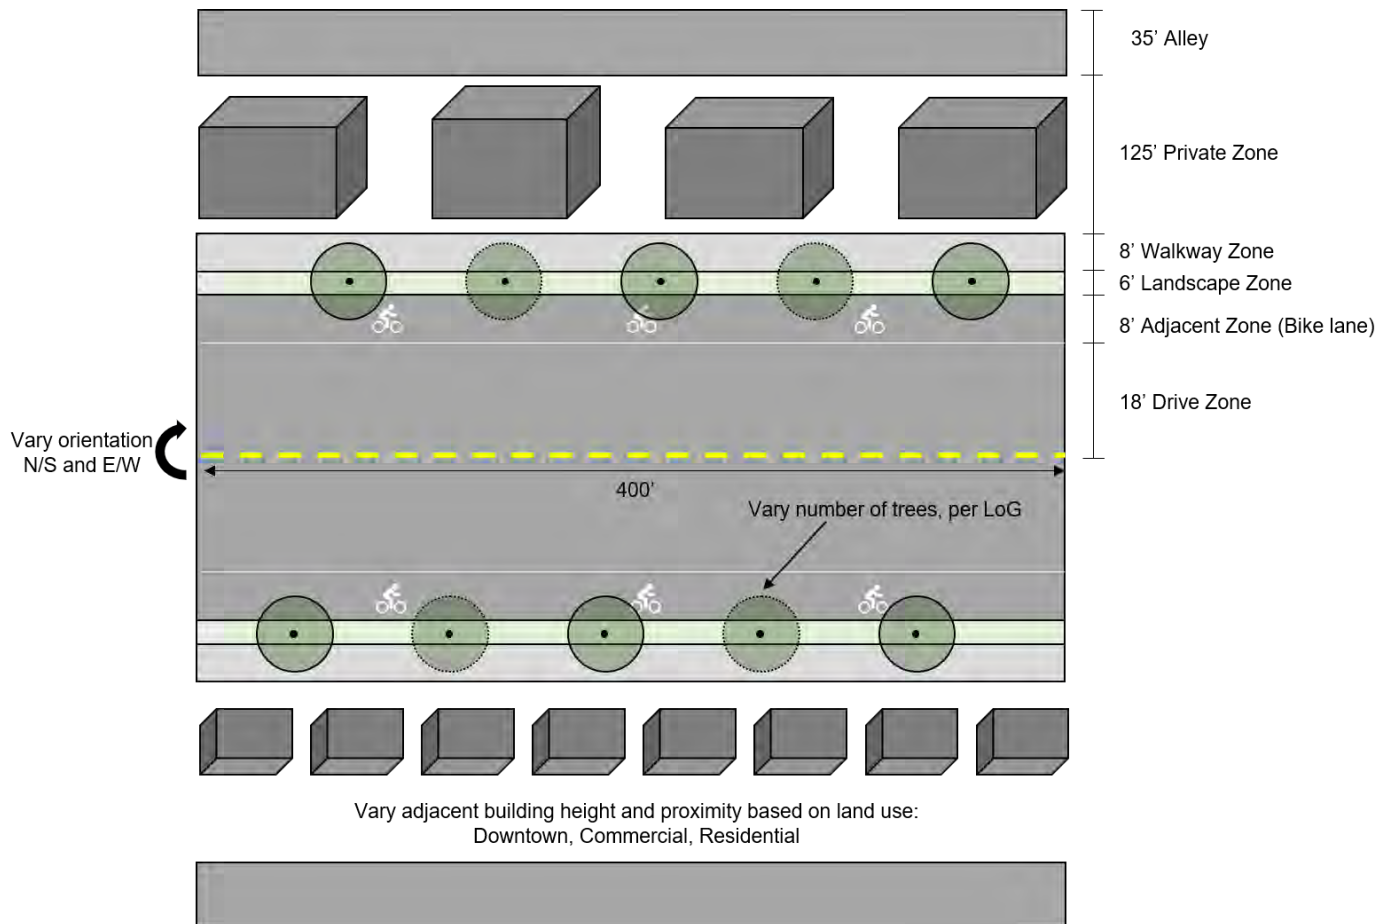 35’ Alley
125’ Private Zone
8’ Walkway Zone
6’ Landscape Zone
8’ Adjacent Zone (Bike lane)
18’ Drive Zone
Vary orientation
N/S and E/W
400’
Vary number of trees, per LoG
Vary adjacent building height and proximity based on land use:
Downtown, Commercial, Residential